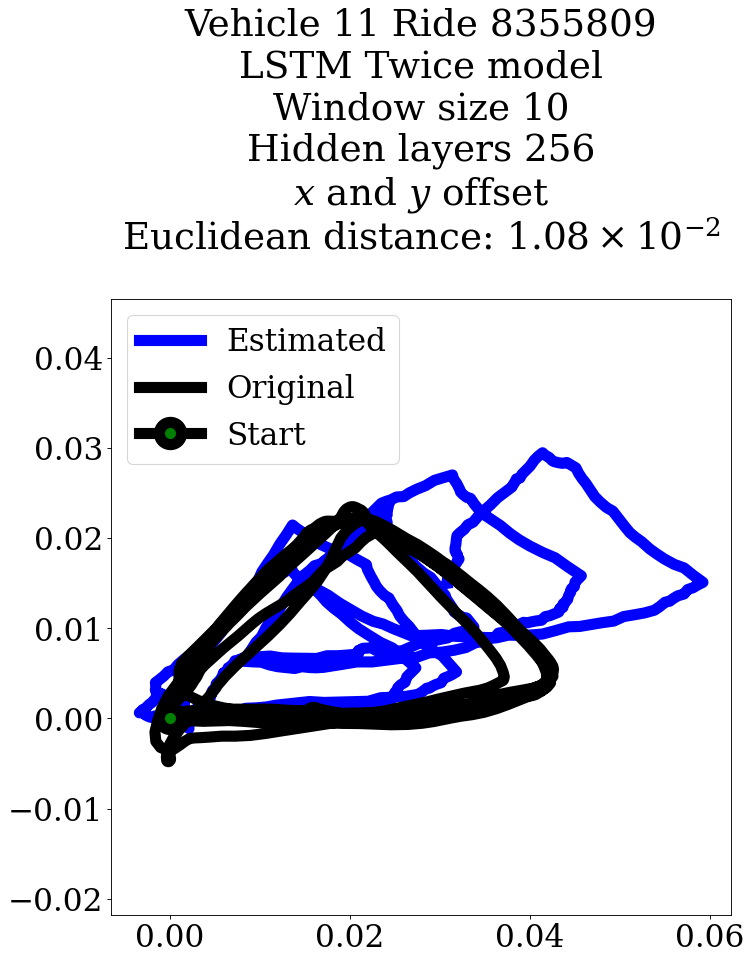 Vehicle 11 Ride 8355809
LSTM Twice model
Window size 10
Hidden layers 256
x and y offset
Euclidean distance: 1.08 × 10⁻²
Estimated
Original
Start
0.04
0.03
0.02
0.01
0.00
−0.01
−0.02
0.00 0.02 0.04 0.06